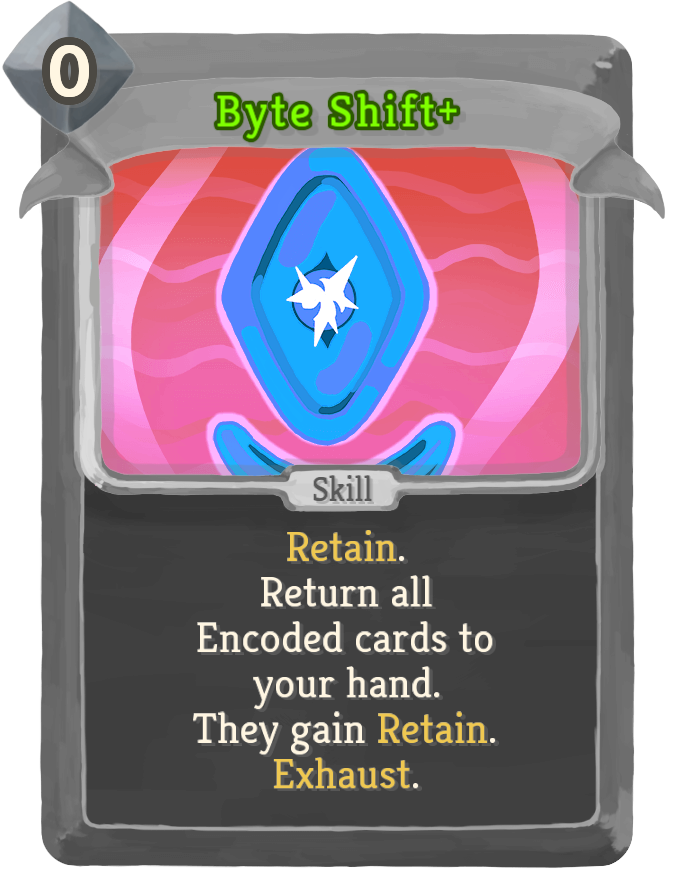 0
Byte Shift+
Skill
Retain.
Return all
Encoded cards to
your hand.
They gain Retain.
Exhaust.